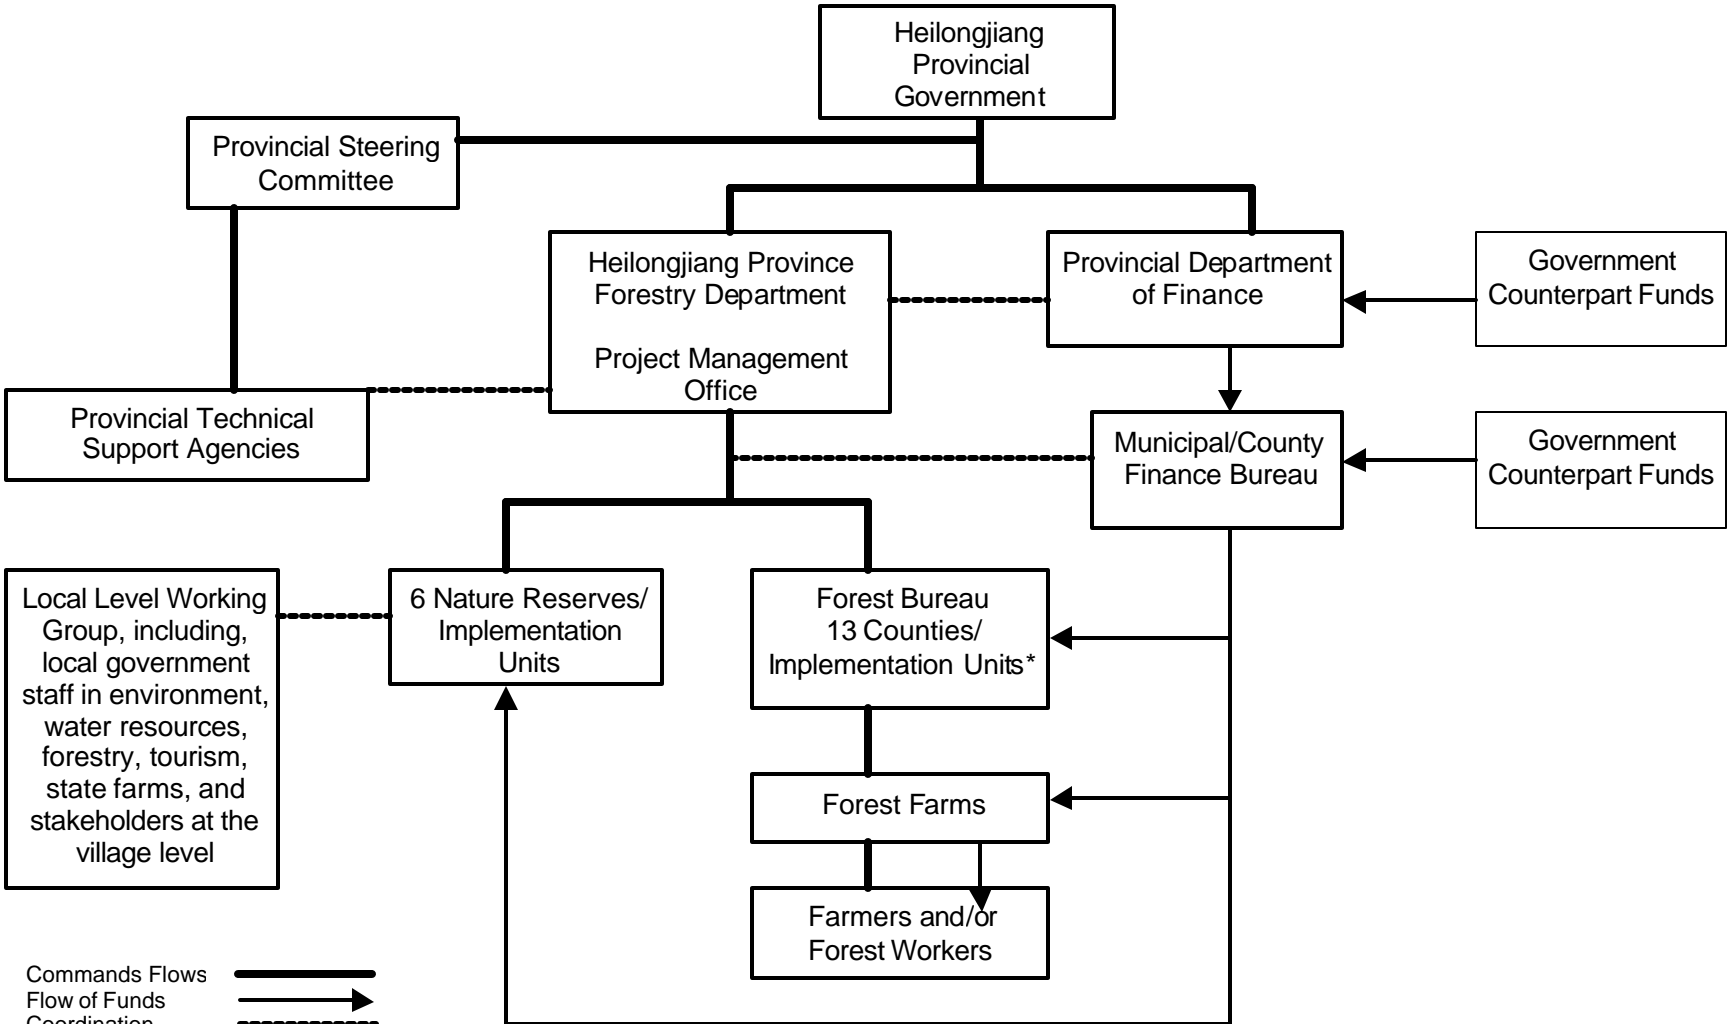 Heilongjiang
Provincial
Government
Provincial Steering
Committee
Heilongjiang Province
Forestry Department
Project Management
Office
Provincial Department
of Finance
Government
Counterpart Funds
Provincial Technical
Support Agencies
Municipal/County
Finance Bureau
Government
Counterpart Funds
Local Level Working
Group, including,
local government
staff in environment,
water resources,
forestry, tourism,
state farms, and
stakeholders at the
village level
6 Nature Reserves/
Implementation
Units
Forest Bureau
13 Counties/
Implementation Units*
Forest Farms
Farmers and/or
Forest Workers
Commands Flows
Flow of Funds
Coordination